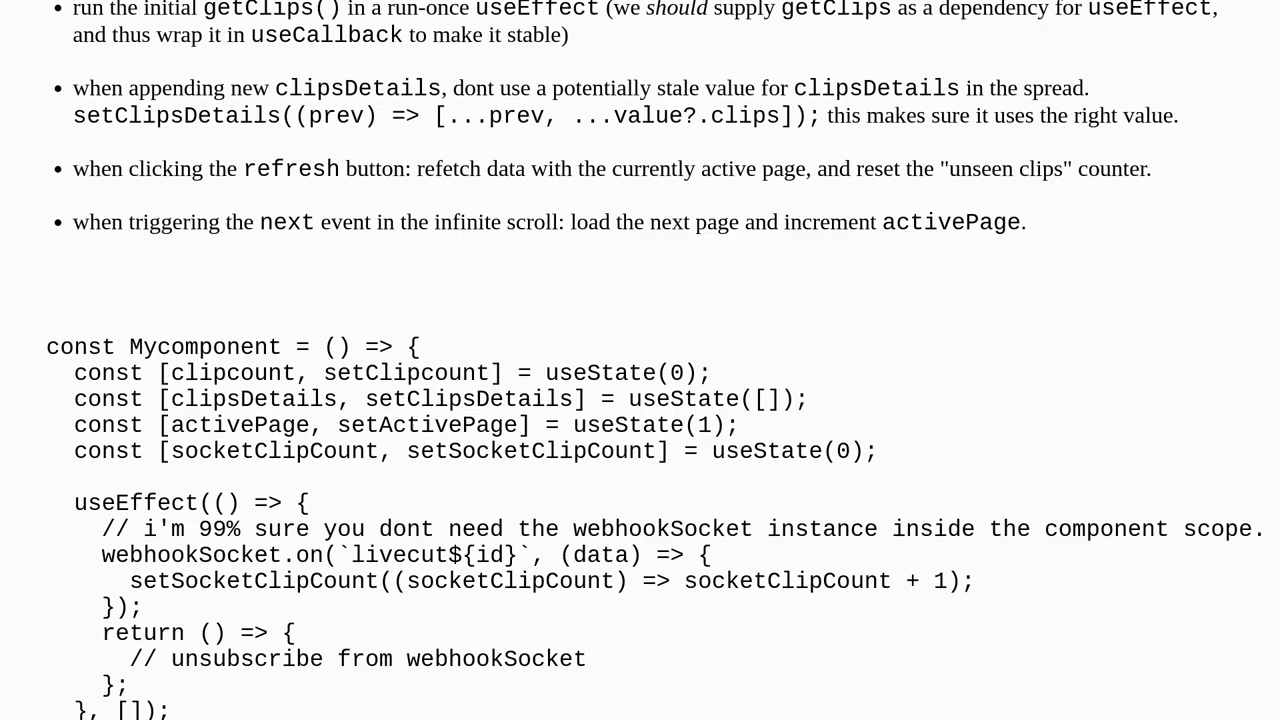 • run the initial getClips() in a run-once useEffect (we should supply getClips as a dependency for useEffect,
and thus wrap it in useCallback to make it stable)
• when appending new clipsDetails, dont use a potentially stale value for clipsDetails in the spread.
setClipsDetails((prev) => [...prev, ...value?.clips]); this makes sure it uses the right value.
• when clicking the refresh button: refetch data with the currently active page, and reset the "unseen clips" counter.
• when triggering the next event in the infinite scroll: load the next page and increment activePage.
const Mycomponent = () => {
  const [clipcount, setClipcount] = useState(0);
  const [clipsDetails, setClipsDetails] = useState([]);
  const [activePage, setActivePage] = useState(1);
  const [socketClipCount, setSocketClipCount] = useState(0);
  useEffect(() => {
    // i'm 99% sure you dont need the webhookSocket instance inside the component scope.
    webhookSocket.on(`livecut${id}`, (data) => {
      setSocketClipCount((socketClipCount) => socketClipCount + 1);
    });
    return () => {
      // unsubscribe from webhookSocket
    };
  }, []);